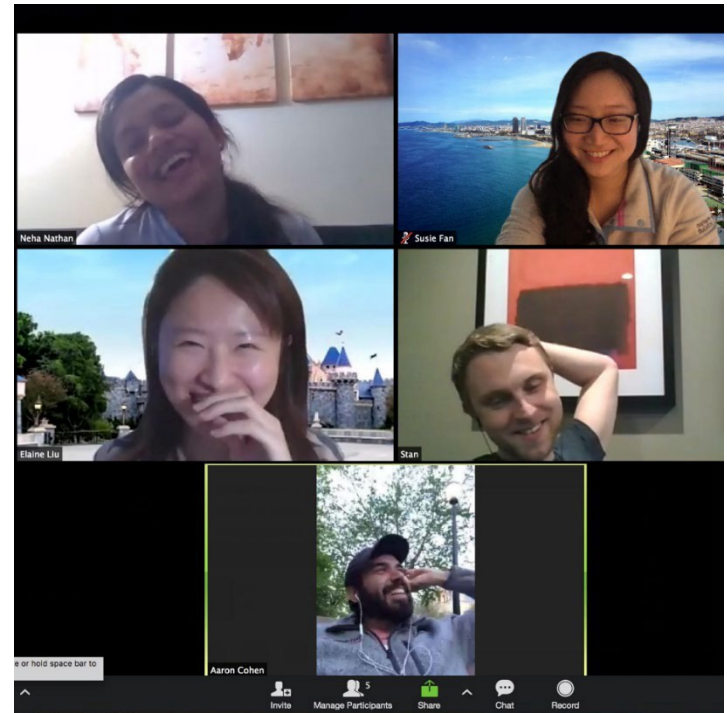 Neha Nathan
Susie Fan
Elaine Liu
Stan
Aaron Cohen
e or hold space bar to
5
Invite
Manage Participants
Share
Chat
Record